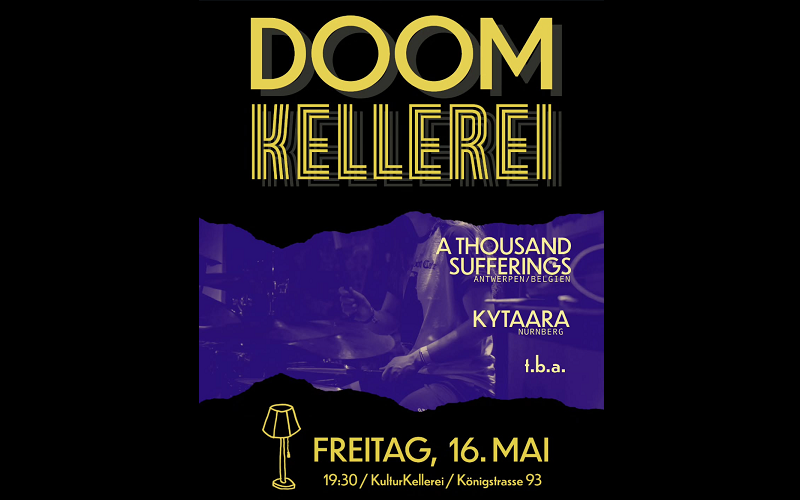 DOOM
KELLEREI
A THOUSAND
SUFFERINGS
ANTWERPEN/BELGIEN
KYTAARA
NÜRNBERG
t.b.a.
FREITAG, 16. MAI
19:30 / KulturKellerei / Königstrasse 93